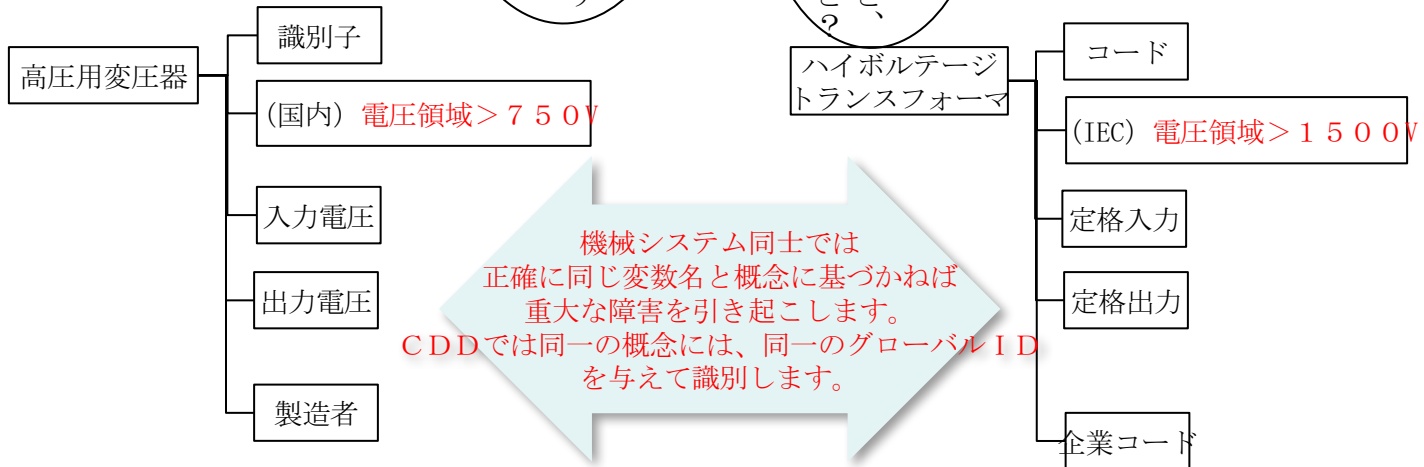 す
と、
ど
?
高圧用変圧器
識別子
(国内) 電圧領域＞７５０V
入力電圧
出力電圧
製造者
ハイボルテージ
トランスフォーマ
コード
(IEC) 電圧領域＞１５００V
定格入力
定格出力
企業コード
機械システム同士では
正確に同じ変数名と概念に基づかねば
重大な障害を引き起こします。
ＣＤＤでは同一の概念には、同一のグローバルＩＤ
を与えて識別します。